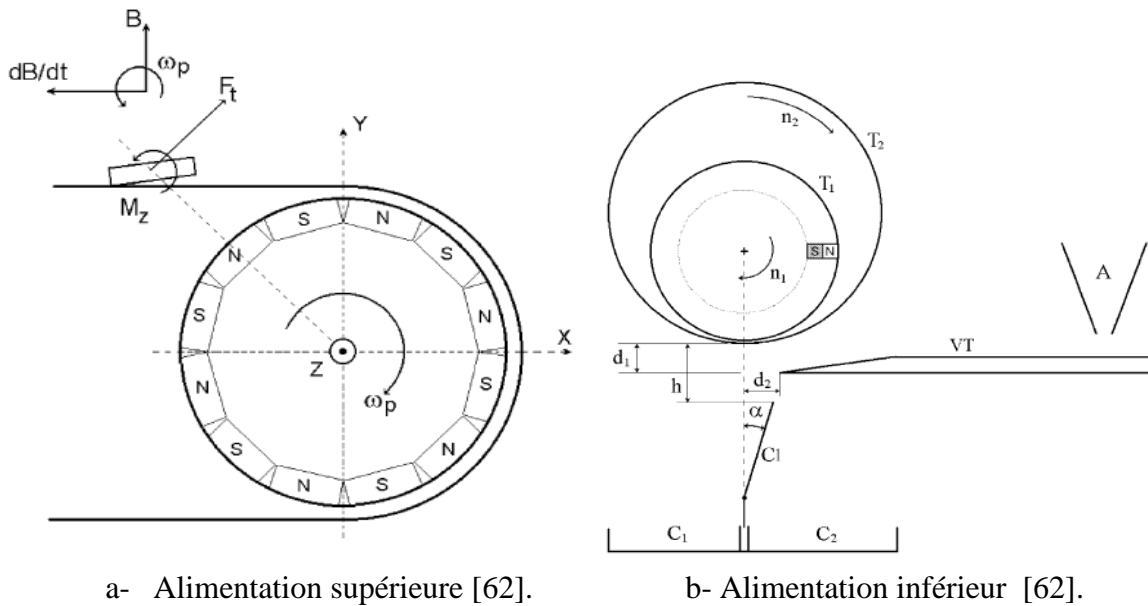 B
dB/dt
ωp
Ft
Y
Mz
S N
N S
S N
X
Z
ωp
N S
S N
N S
n2
T2
T1
S N
n1
A
d1
VT
h
d2
α
Cl
C1 C2
a- Alimentation supérieure [62]. b- Alimentation inférieur [62].